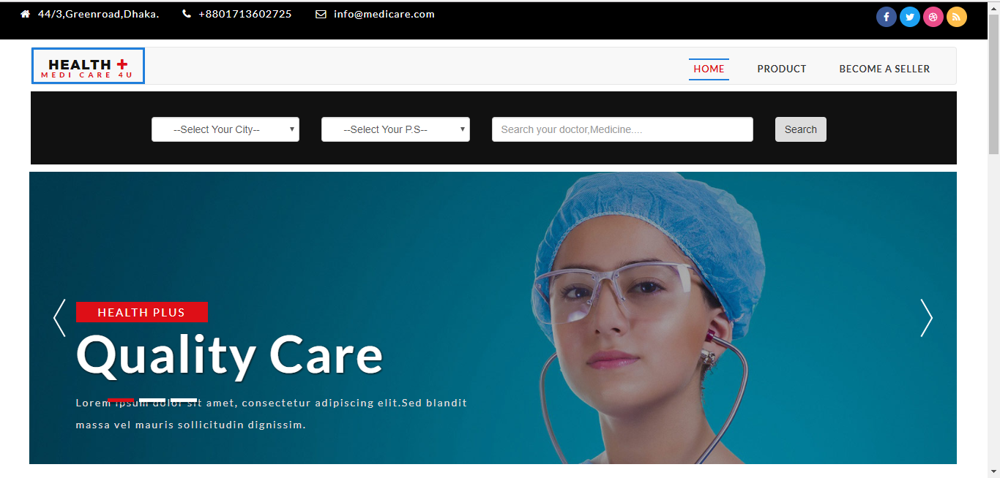 44/3,Greenroad,Dhaka. +8801713602725 info@medicare.com
HEALTH +
MEDI CARE 4U
HOME PRODUCT BECOME A SELLER
--Select Your City-- --Select Your P.S-- Search your doctor,Medicine.... Search
HEALTH PLUS
Quality Care
Lorem ipsum dolor sit amet, consectetur adipiscing elit.Sed blandit
massa vel mauris sollicitudin dignissim.